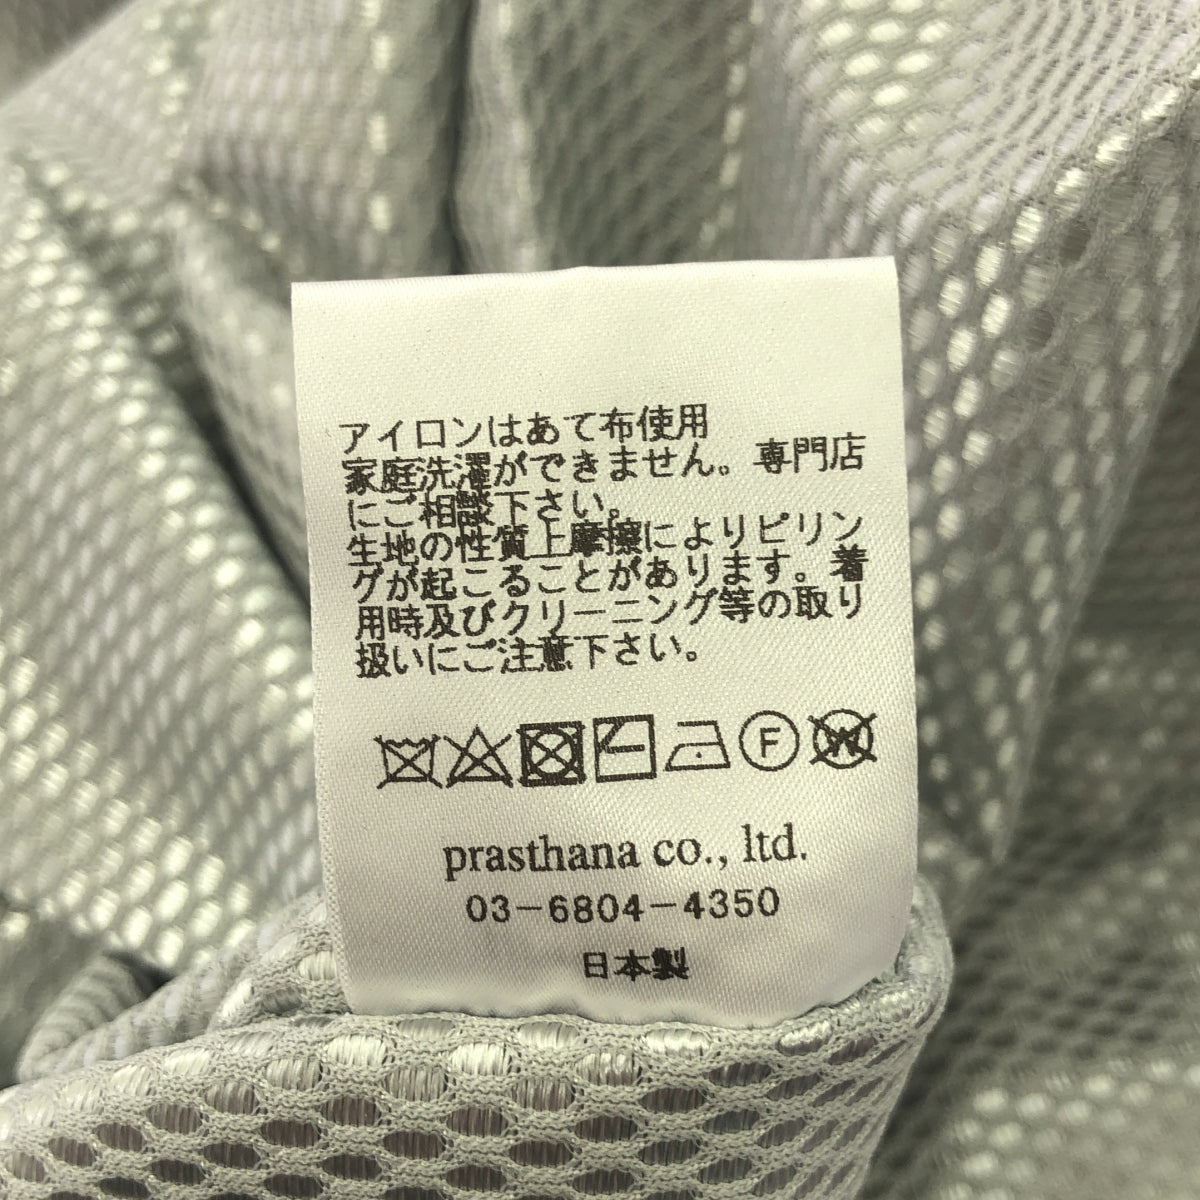 アイロンはあて布使用
家庭洗濯ができません。専門店
にご相談下さい。
生地の性質上摩擦によりピリン
グが起こることがあります。着
用時及びクリーニング等の取り
扱いにご注意下さい。
F W
prasthana co., ltd.
03-6804-4350
日本製